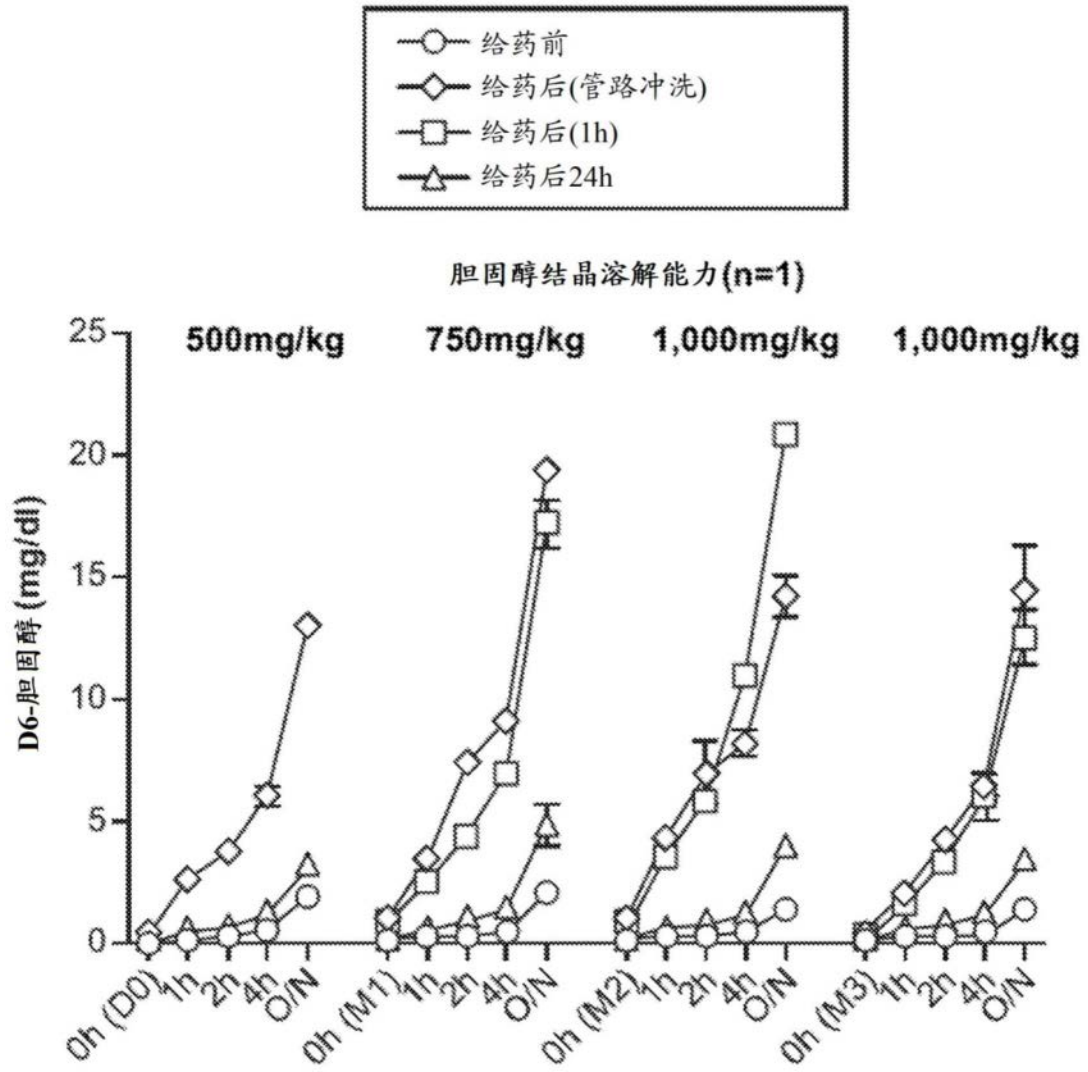 给药前
给药后(管路冲洗)
给药后(1h)
给药后24h
胆固醇结晶溶解能力(n=1)
500mg/kg
750mg/kg
1,000mg/kg
1,000mg/kg
D6-胆固醇 (mg/dl)
25
20
15
10
5
0
0h (D0)
1h
2h
4h
O/N
0h (M1)
1h
2h
4h
O/N
0h (M2)
1h
2h
4h
O/N
0h (M3)
1h
2h
4h
O/N